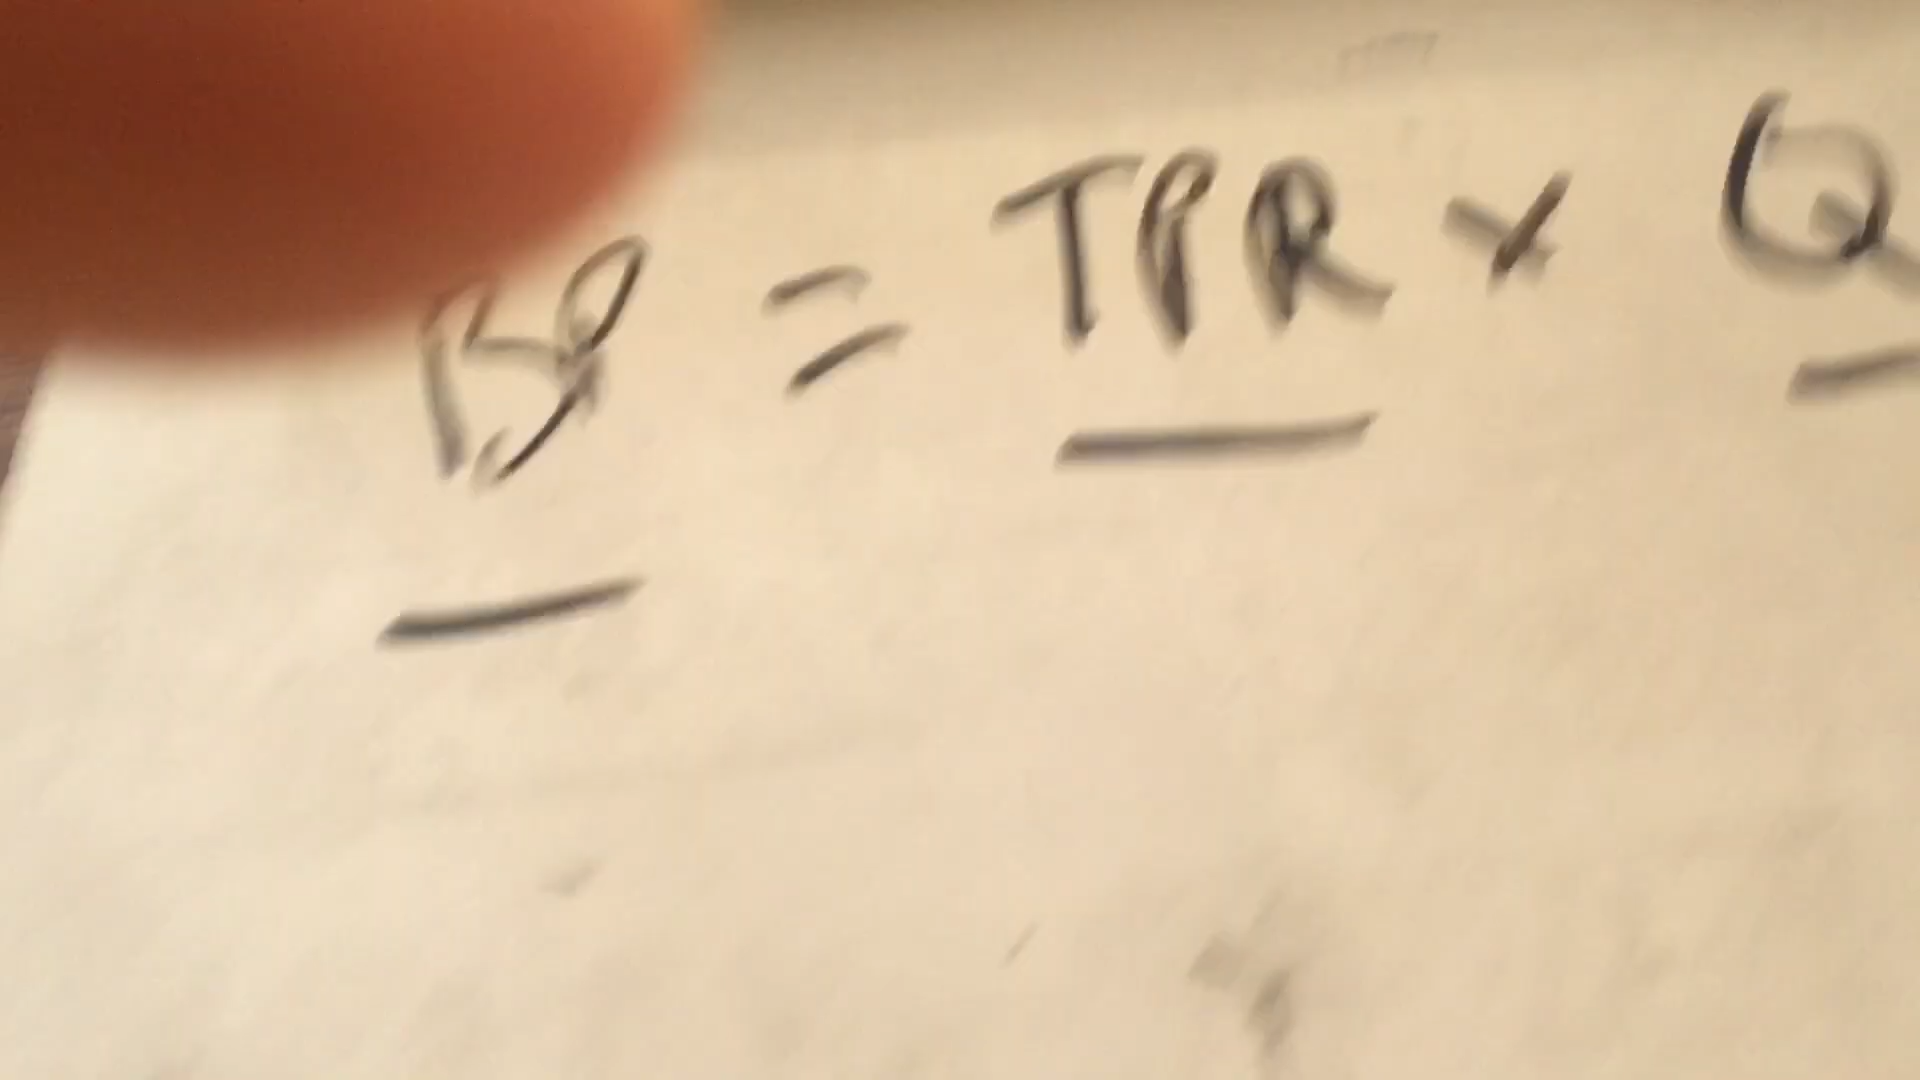 BP = TPR x Q